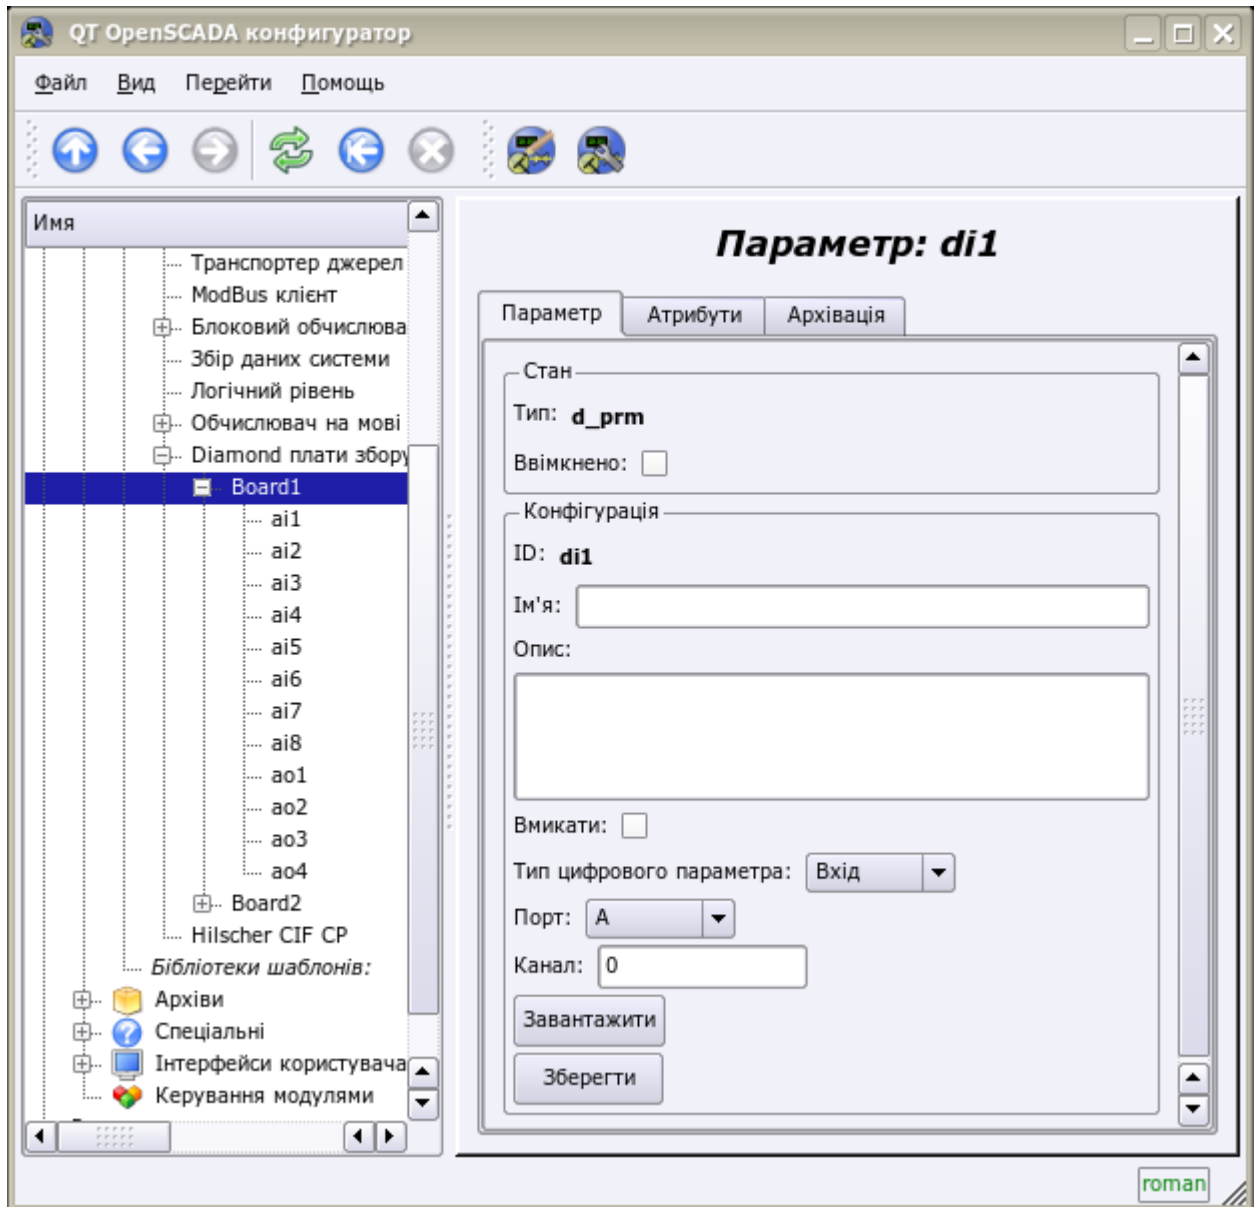 QT OpenSCADA конфигуратор
Файл Вид Перейти Помощь
Имя
Транспортер джерел
ModBus клієнт
Блоковий обчислюва
Збір даних системи
Логічний рівень
Обчислювач на мові
Diamond плати збору
Board1
ai1
ai2
ai3
ai4
ai5
ai6
ai7
ai8
ao1
ao2
ao3
ao4
Board2
Hilscher CIF CP
Бібліотеки шаблонів:
Архіви
Спеціальні
Інтерфейси користувача
Керування модулями
Параметр: di1
Параметр Атрибути Архівація
Стан
Тип: d_prm
Ввімкнено:
Конфігурація
ID: di1
Ім'я:
Опис:
Вмикати:
Тип цифрового параметра: Вхід
Порт: A
Канал: 0
Завантажити
Зберегти
roman